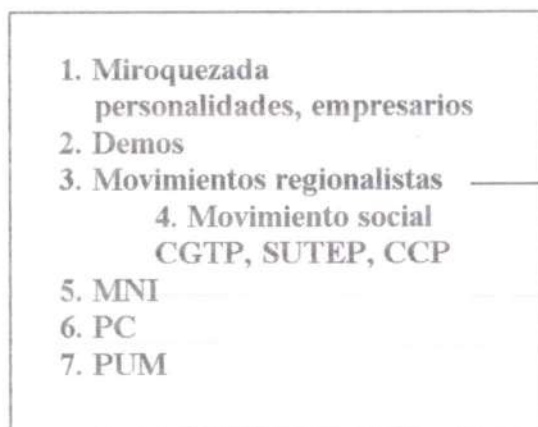 1. Miroquezada
personalidades, empresarios
2. Demos
3. Movimientos regionalistas
4. Movimiento social
CGTP, SUTEP, CCP
5. MNI
6. PC
7. PUM